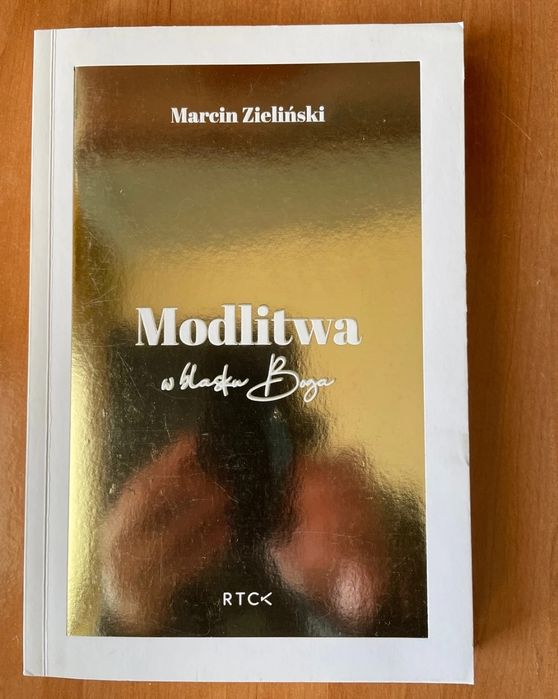 Marcin Zieliński
Modlitwa
w blasku Boga
RTCK